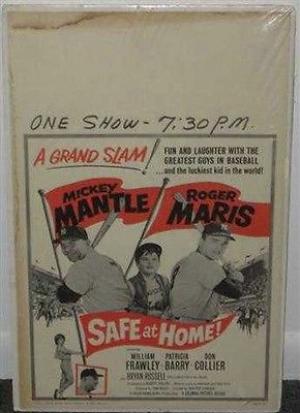 ONE SHOW - 7:30 P.M.
A GRAND SLAM!
FUN AND LAUGHTER WITH THE
GREATEST GUYS IN BASEBALL
...and the luckiest kid in the world!
MICKEY
MANTLE
ROGER
MARIS
SAFE at HOME!
WILLIAM
FRAWLEY
PATRICIA
BARRY
DON
COLLIER
BRYAN RUSSELL